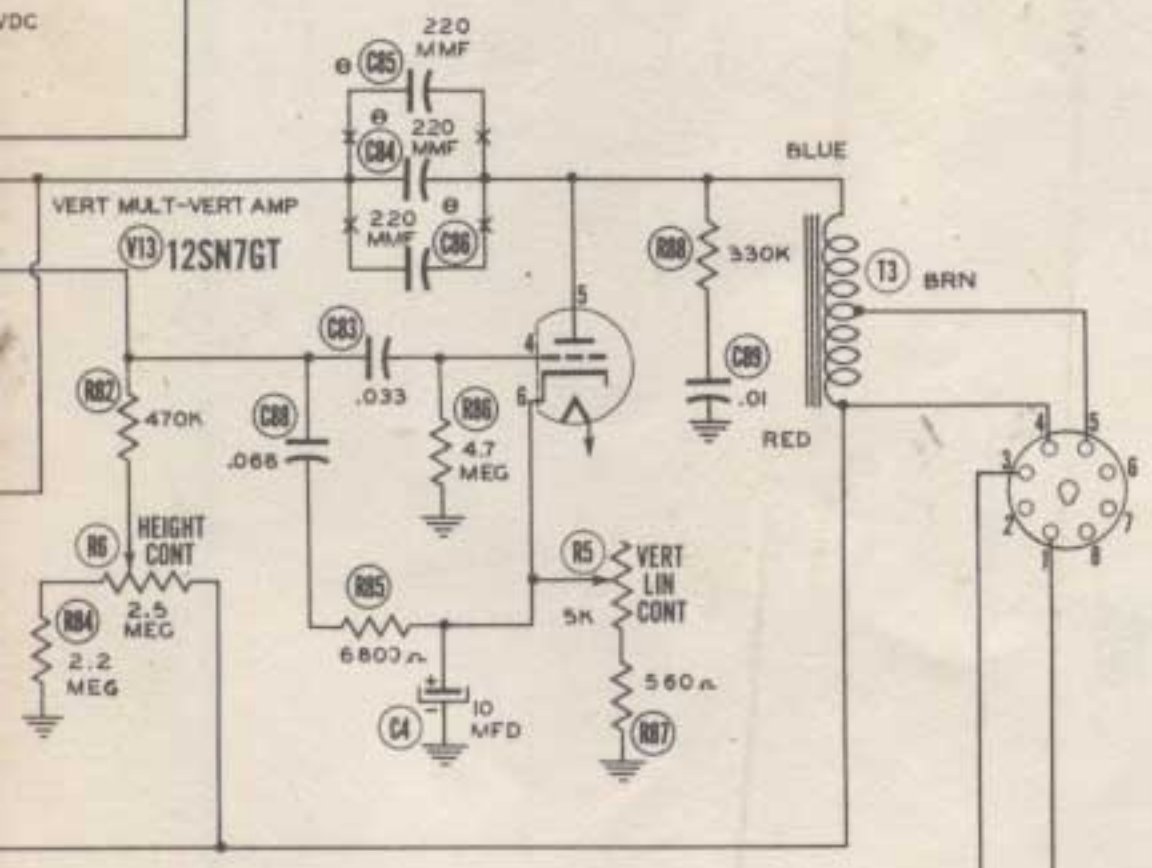 VDC
220
MMF
Θ C85
Θ
220
MMF
C84
Θ
220
MMF
C86
BLUE
VERT MULT-VERT AMP
V13 12SN7GT
R88
330K
T3 BRN
5
C83
4
.033
6
C89
.01
R82
470K
C88
.068
R86
4.7
MEG
RED
4 5
3 6
2 7
1 8
R6
HEIGHT
CONT
2.5
MEG
R84
2.2
MEG
R85
6800Ω
R5
VERT
LIN
CONT
5K
560Ω
R87
+
-
10
MFD
C4